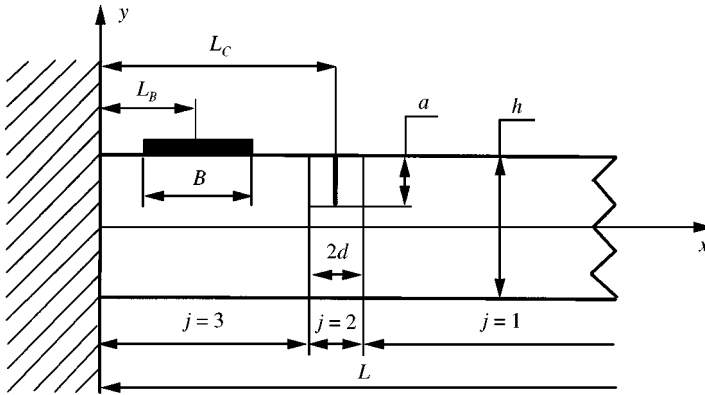 y
L_C
L_B
a
h
B
x
2d
j = 3
j = 2
j = 1
L